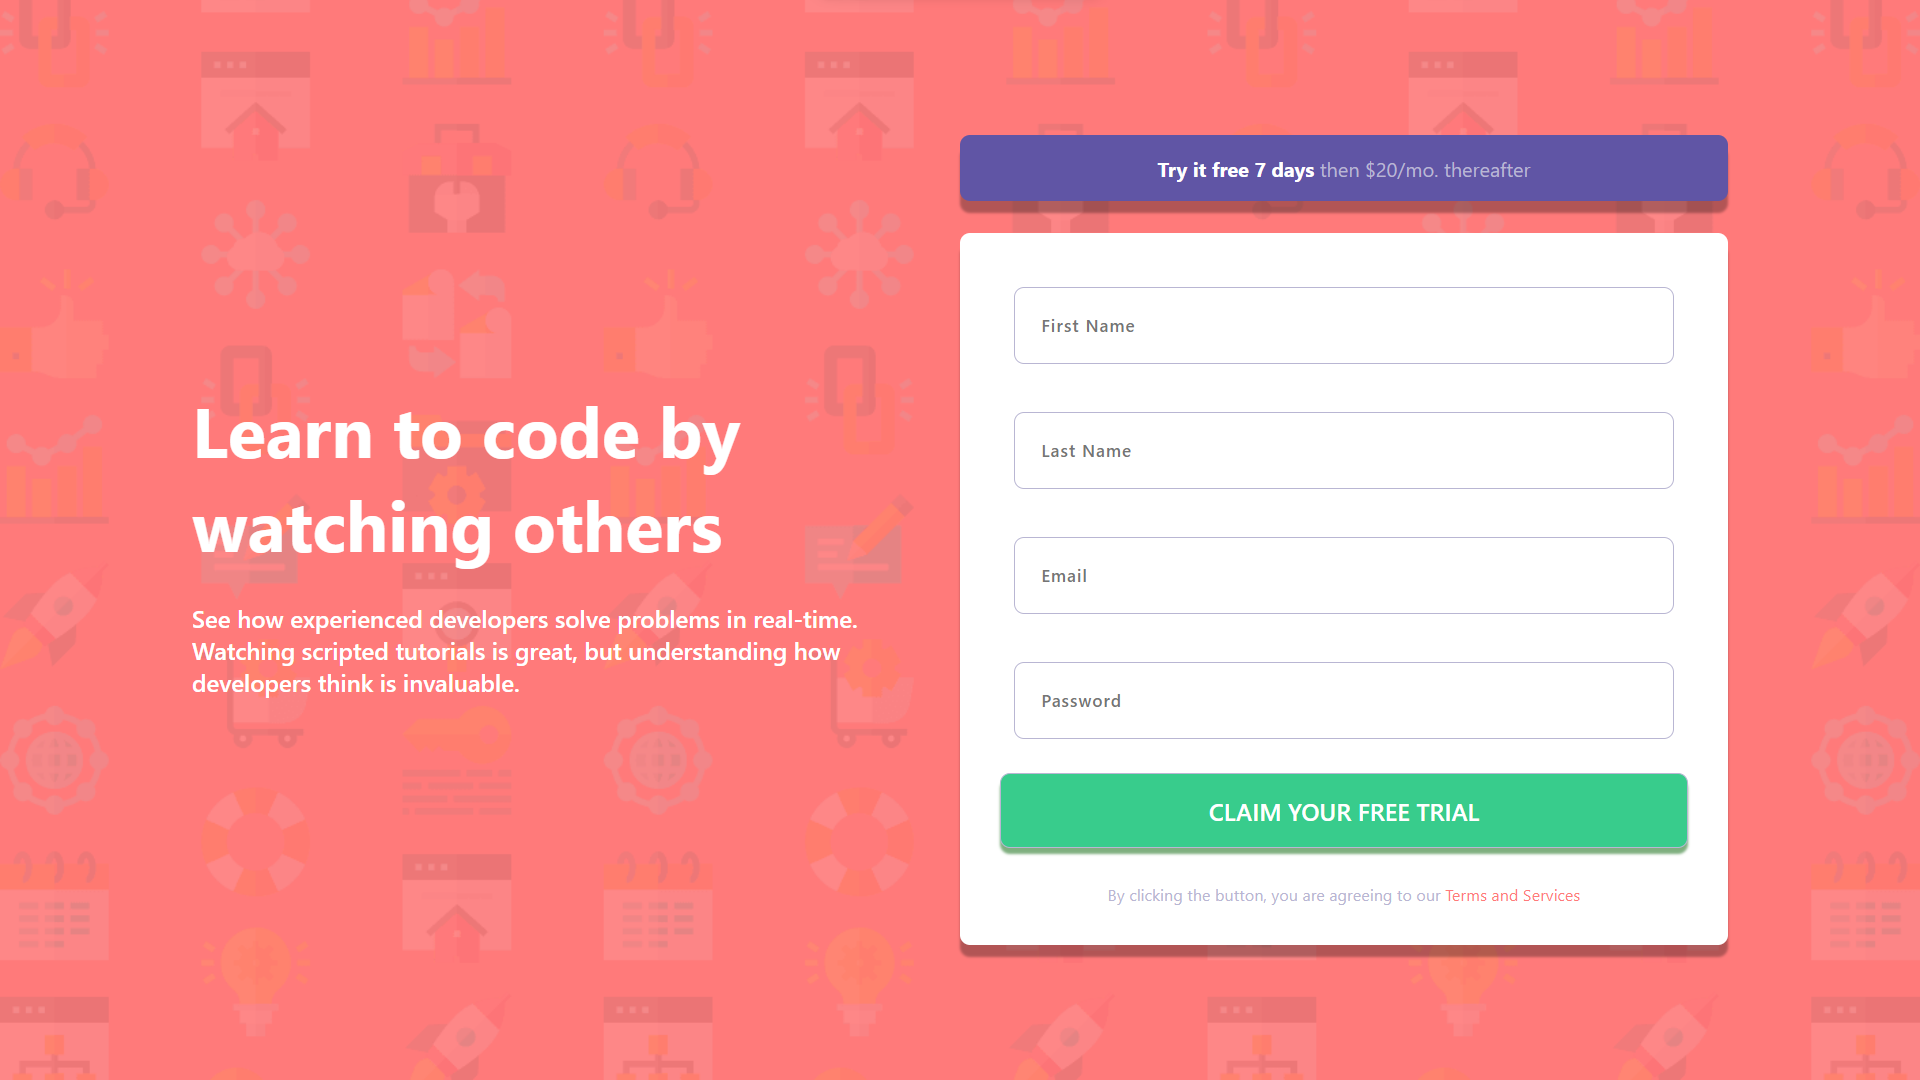 Learn to code by
watching others
See how experienced developers solve problems in real-time.
Watching scripted tutorials is great, but understanding how
developers think is invaluable.
Try it free 7 days then $20/mo. thereafter
First Name
Last Name
Email
Password
CLAIM YOUR FREE TRIAL
By clicking the button, you are agreeing to our Terms and Services